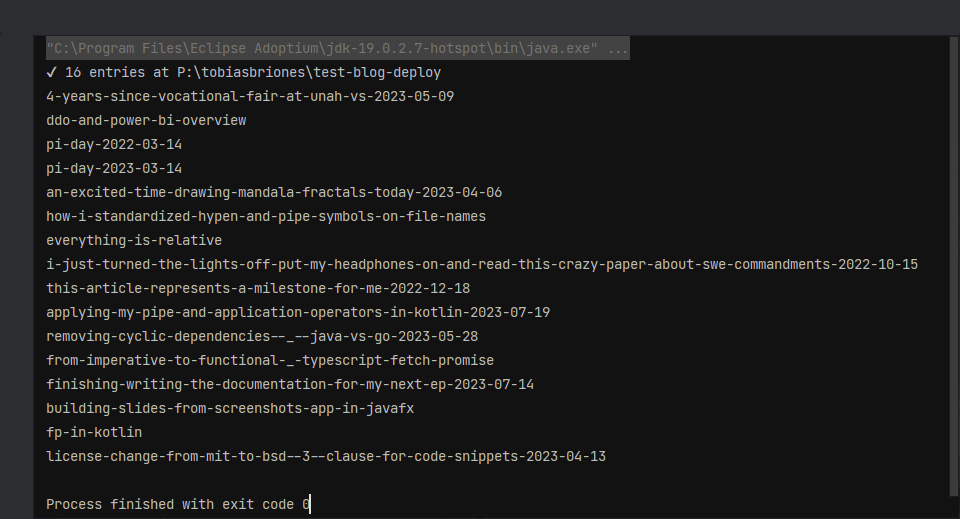 "C:\Program Files\Eclipse Adoptium\jdk-19.0.2.7-hotspot\bin\java.exe" ...
✔ 16 entries at P:\tobiasbriones\test-blog-deploy
4-years-since-vocational-fair-at-unah-vs-2023-05-09
ddo-and-power-bi-overview
pi-day-2022-03-14
pi-day-2023-03-14
an-excited-time-drawing-mandala-fractals-today-2023-04-06
how-i-standardized-hypen-and-pipe-symbols-on-file-names
everything-is-relative
i-just-turned-the-lights-off-put-my-headphones-on-and-read-this-crazy-paper-about-swe-commandments-2022-10-15
this-article-represents-a-milestone-for-me-2022-12-18
applying-my-pipe-and-application-operators-in-kotlin-2023-07-19
removing-cyclic-dependencies--_--java-vs-go-2023-05-28
from-imperative-to-functional-_-typescript-fetch-promise
finishing-writing-the-documentation-for-my-next-ep-2023-07-14
building-slides-from-screenshots-app-in-javafx
fp-in-kotlin
license-change-from-mit-to-bsd--3--clause-for-code-snippets-2023-04-13
Process finished with exit code 0